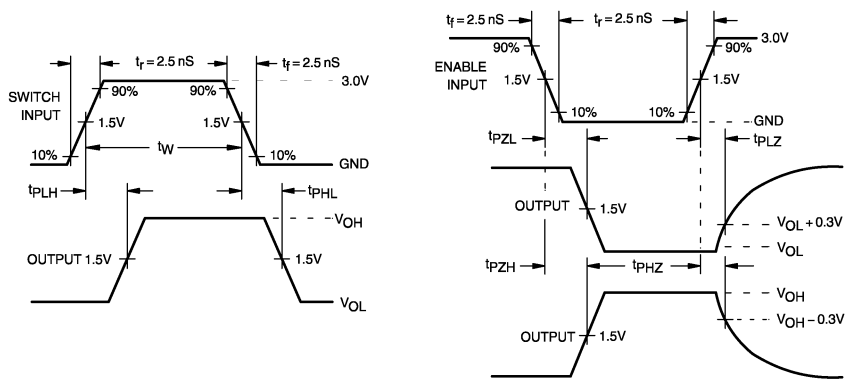 tr = 2.5 nS
tf = 2.5 nS
3.0V
SWITCH
INPUT
90%
90%
1.5V
1.5V
tW
10%
10%
GND
tPLH
tPHL
VOH
OUTPUT 1.5V
1.5V
VOL
tf = 2.5 nS
tr = 2.5 nS
3.0V
90%
90%
ENABLE
INPUT
1.5V
1.5V
10%
10%
GND
tPZL
tPLZ
OUTPUT
1.5V
VOL + 0.3V
VOL
tPZH
tPHZ
VOH
VOH − 0.3V
OUTPUT
1.5V